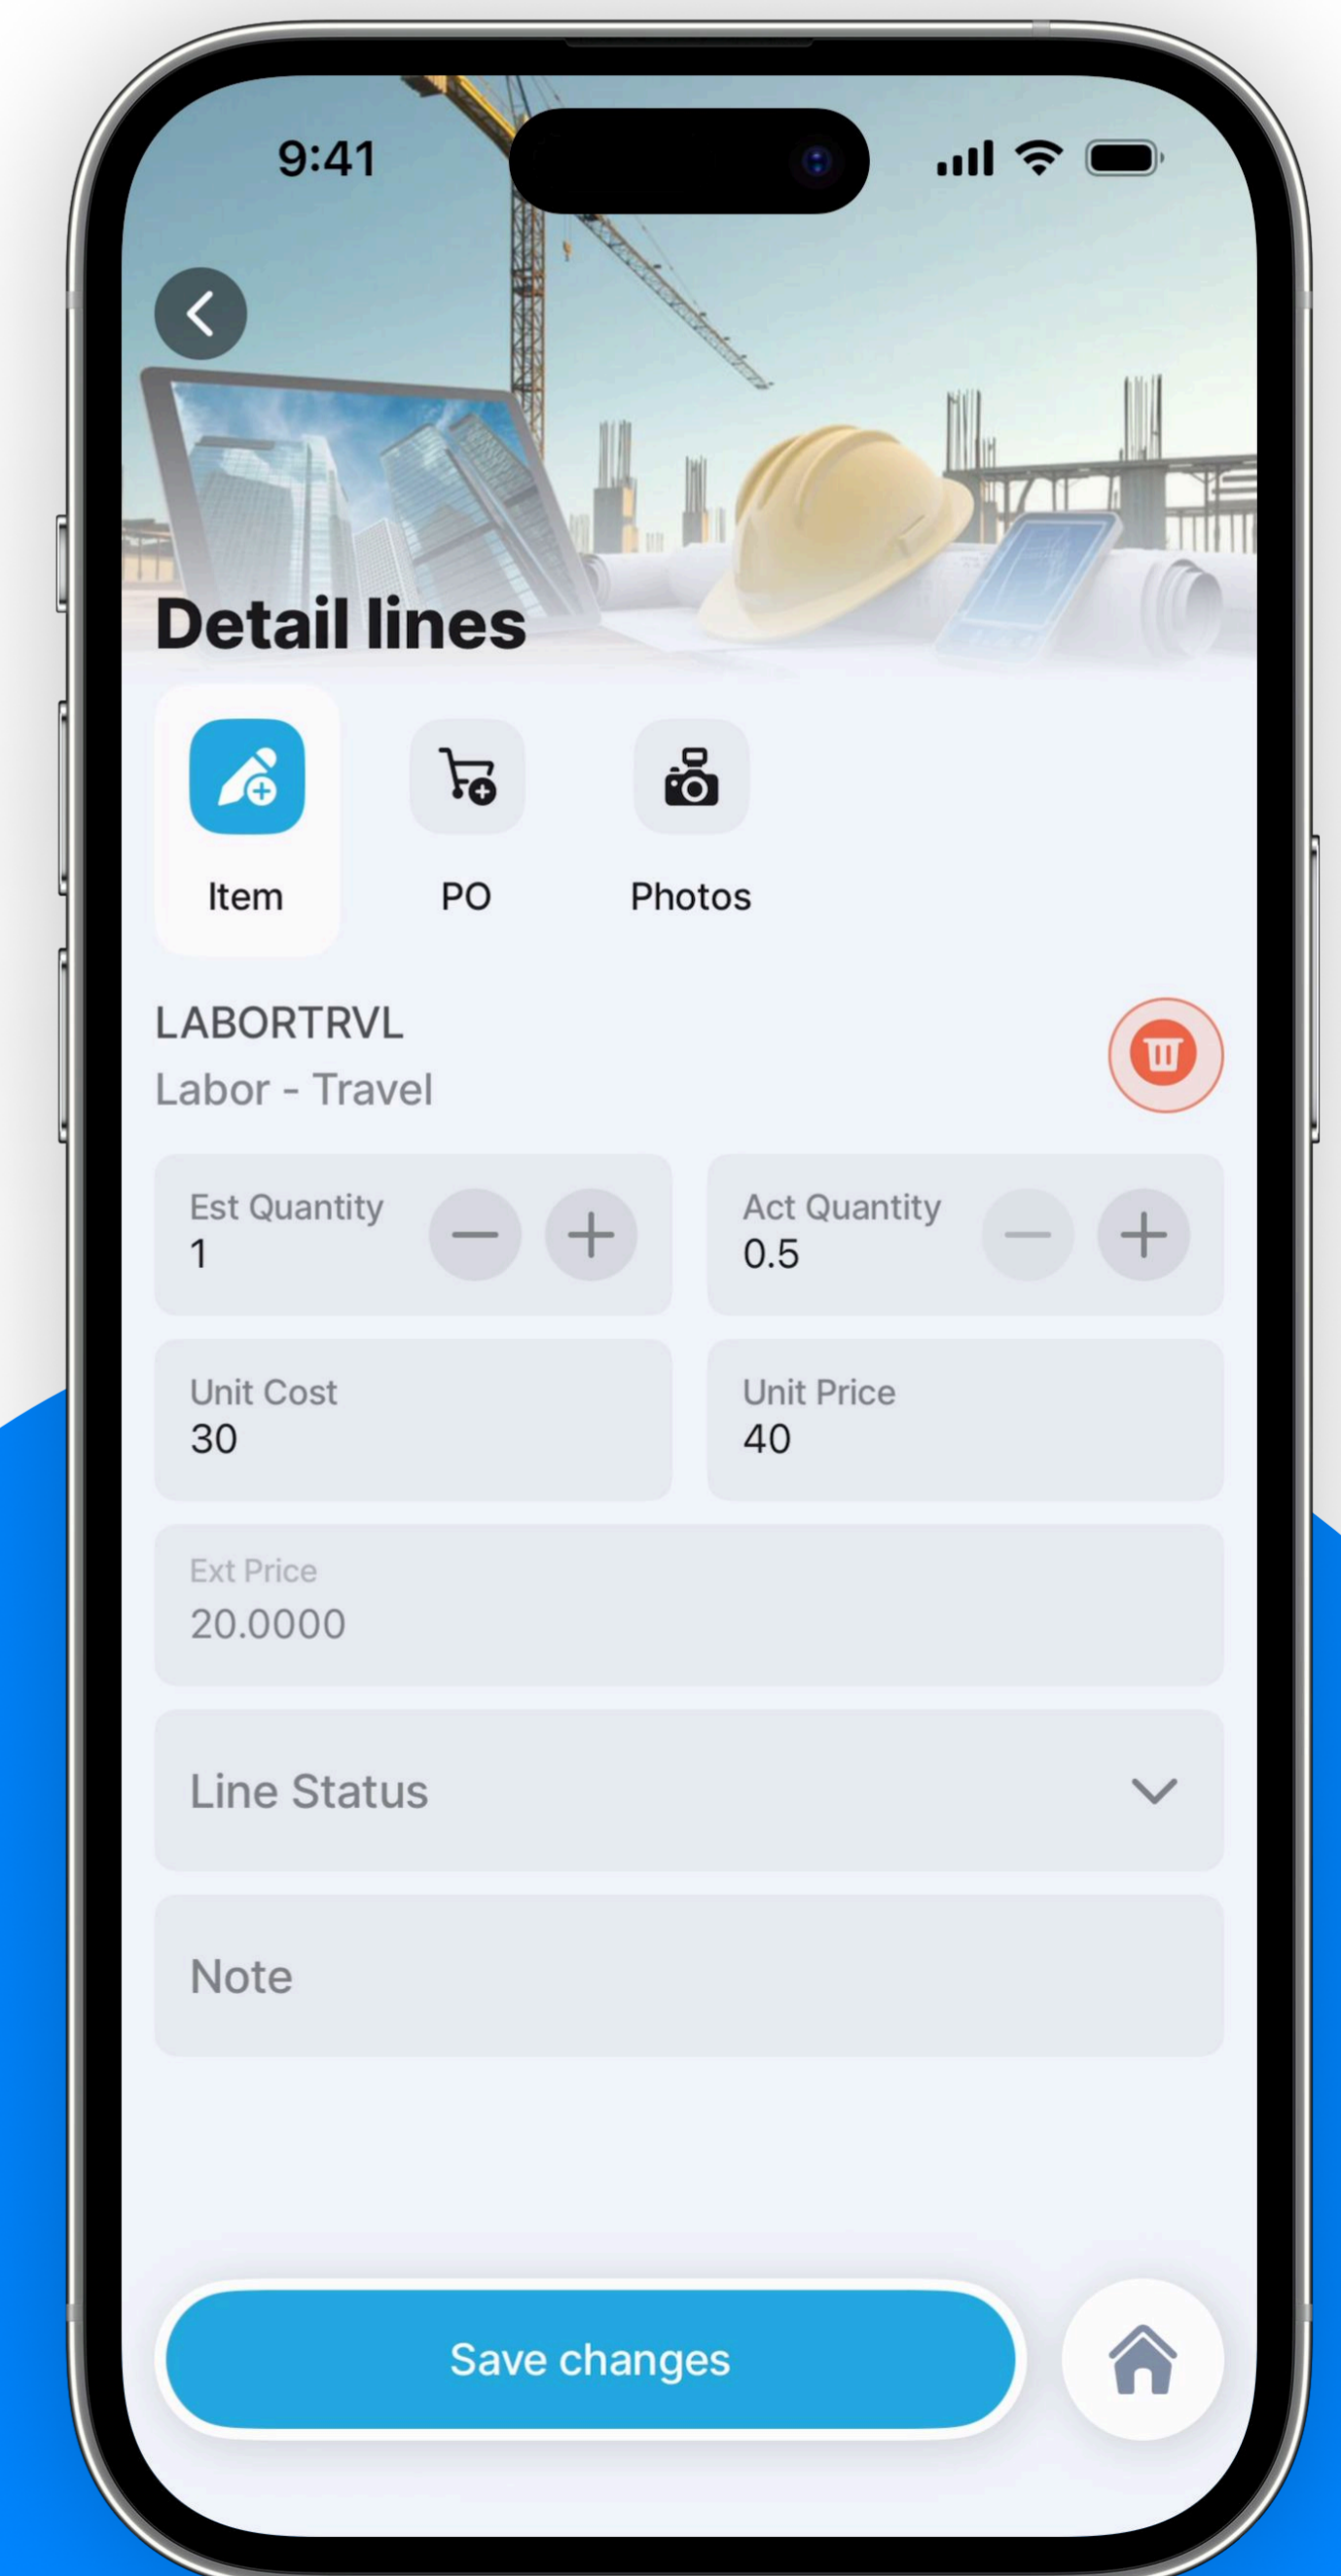 9:41
Detail lines
Item
PO
Photos
LABORTRVL
Labor - Travel
Est Quantity
1
Act Quantity
0.5
Unit Cost
30
Unit Price
40
Ext Price
20.0000
Line Status
Note
Save changes